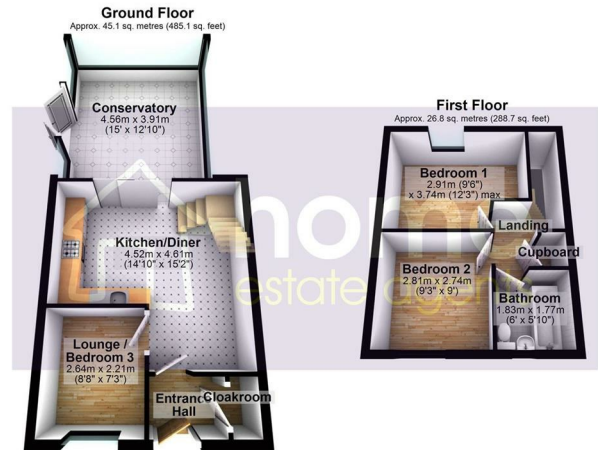 Ground Floor
Approx. 45.1 sq. metres (485.1 sq. feet)
Conservatory
4.56m x 3.91m
(15' x 12'10")
Kitchen/Diner
4.52m x 4.61m
(14'10" x 15'2")
Lounge /
Bedroom 3
2.64m x 2.21m
(8'8" x 7'3")
Entrance
Hall
Cloakroom
First Floor
Approx. 26.8 sq. metres (288.7 sq. feet)
Bedroom 1
2.91m (9'6")
x 3.74m (12'3") max
Landing
Cupboard
Bedroom 2
2.81m x 2.74m
(9'3" x 9')
Bathroom
1.83m x 1.77m
(6' x 5'10")
home
estate agents